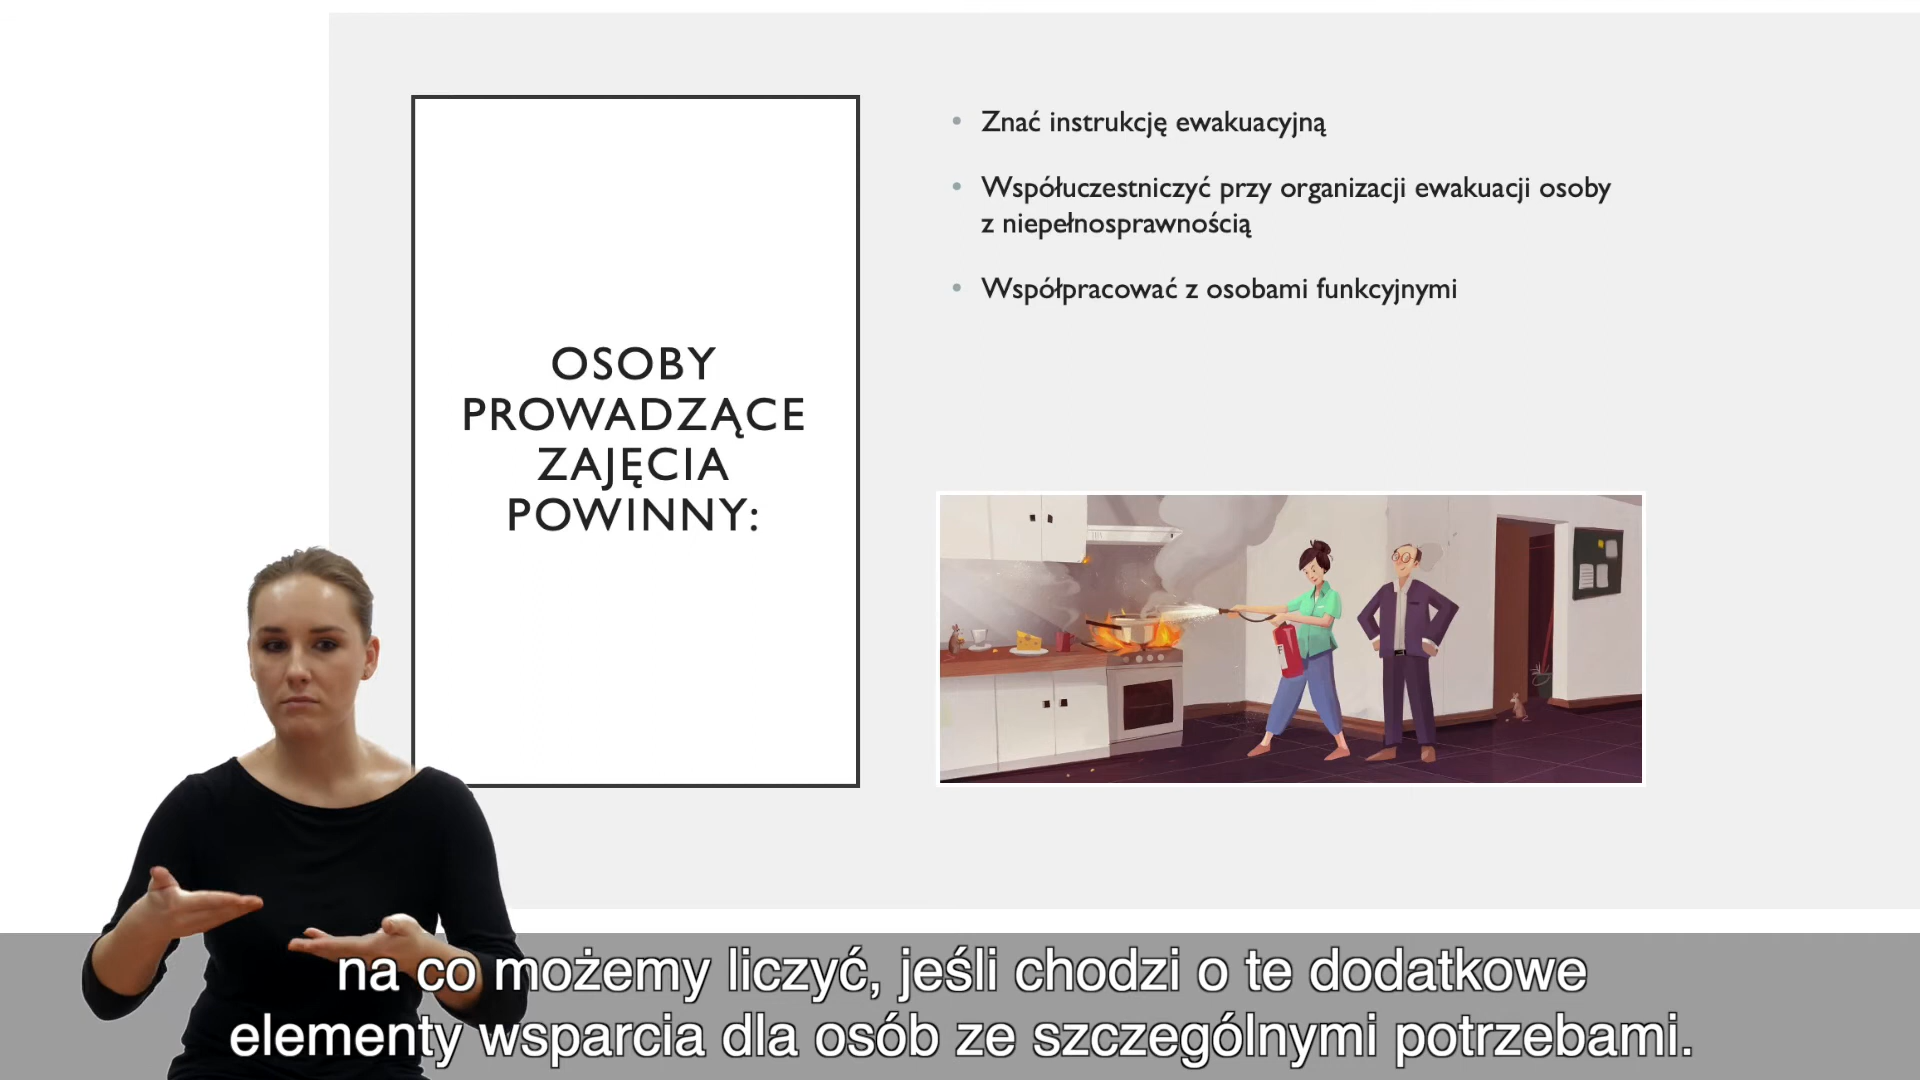 OSOBY
PROWADZĄCE
ZAJĘCIA
POWINNY:
• Znać instrukcję ewakuacyjną
• Współuczestniczyć przy organizacji ewakuacji osoby
z niepełnosprawnością
• Współpracować z osobami funkcyjnymi
na co możemy liczyć, jeśli chodzi o te dodatkowe
elementy wsparcia dla osób ze szczególnymi potrzebami.